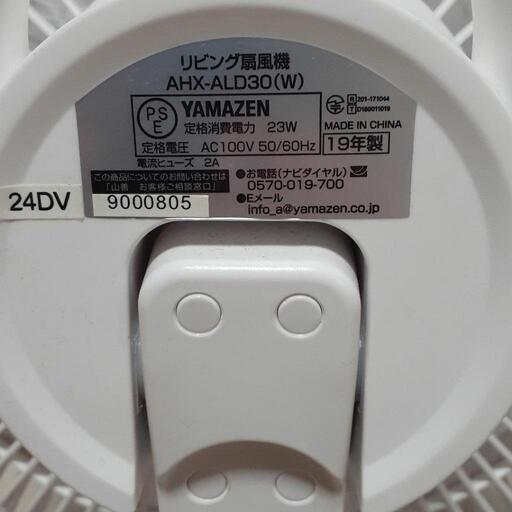 リビング扇風機
AHX-ALD30(W)
PSE
YAMAZEN
定格消費電力 23W
定格電圧 AC100V 50/60Hz
電流ヒューズ 2A
R 201-171044
T D180011019
MADE IN CHINA
19年製
この商品についてのお問い合わせは
「山善 お客様ご相談窓口」
9000805
●お電話(ナビダイヤル)
0570-019-700
●Eメール
info_a@yamazen.co.jp
24DV